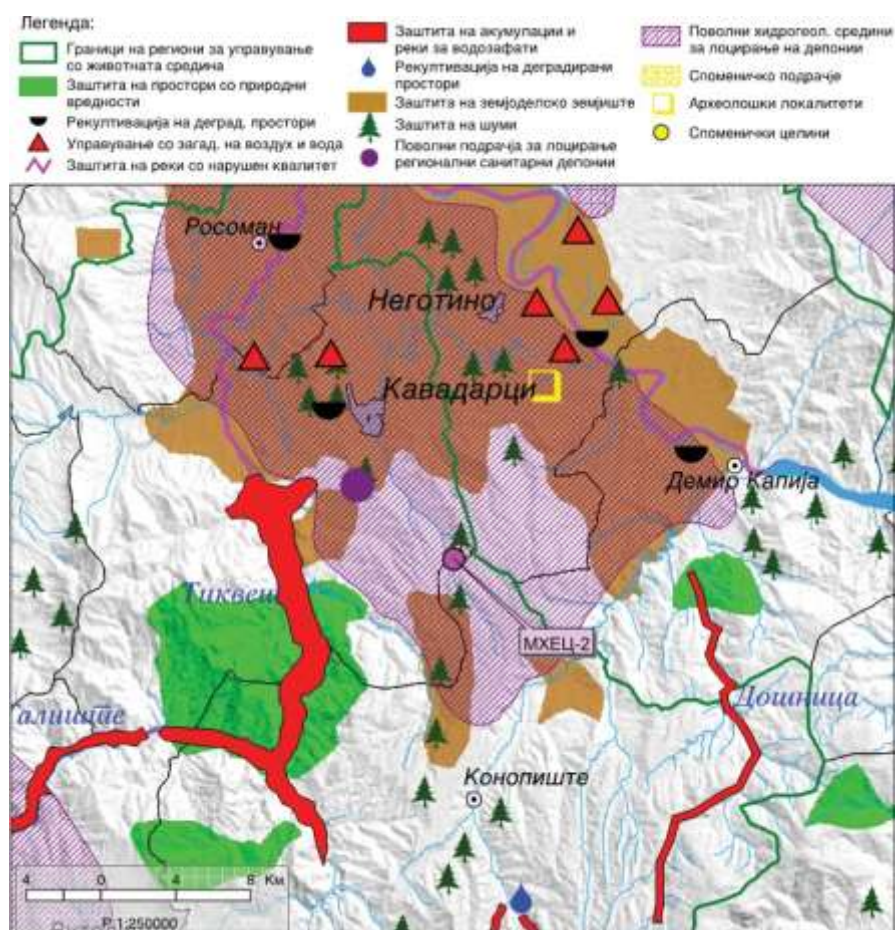 Легенда:
Граници на региони за управување
со животната средина
Заштита на простори со природни
вредности
Рекултивација на деград. простори
Управување со загад. на воздух и вода
Заштита на реки со нарушен квалитет
Заштита на акумулации и
реки за водозафати
Рекултивација на деградирани
простори
Заштита на земјоделско земјиште
Заштита на шуми
Поволни подрачја за лоцирање
регионални санитарни депонии
Поволни хидрогеол. средини
за лоцирање на депонии
Споменичко подрачје
Археолошки локалитети
Споменички целини
Росоман
Неготино
Кавадарци
Демир Капија
Тиквеш
МХЕЦ-2
алиште
Дошница
Конопиште
4 0 4 8 Км
Р 1:250000